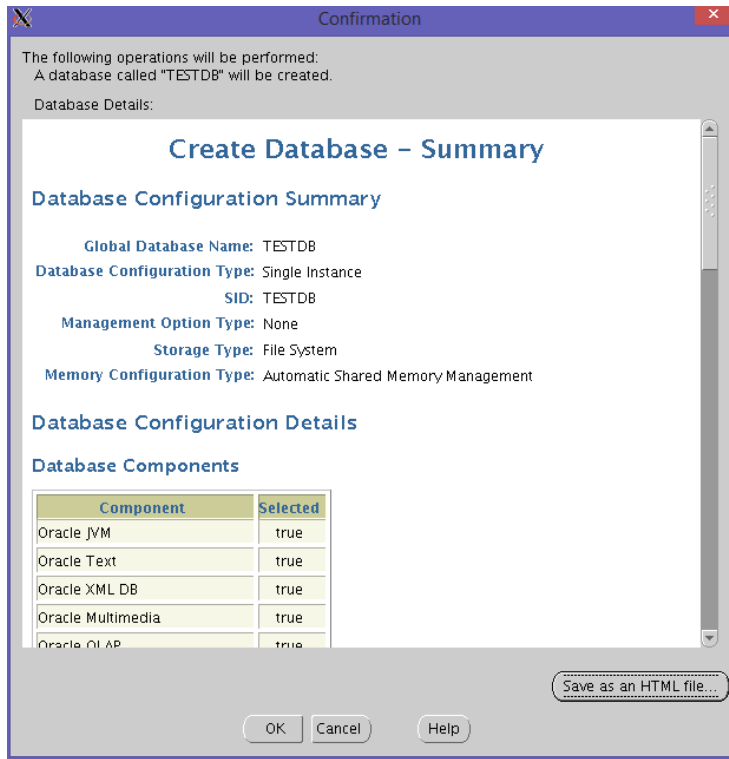 Confirmation
The following operations will be performed:
A database called "TESTDB" will be created.
Database Details:
Create Database – Summary
Database Configuration Summary
Global Database Name: TESTDB
Database Configuration Type: Single Instance
SID: TESTDB
Management Option Type: None
Storage Type: File System
Memory Configuration Type: Automatic Shared Memory Management
Database Configuration Details
Database Components
Component Selected
Oracle JVM true
Oracle Text true
Oracle XML DB true
Oracle Multimedia true
Oracle OLAP true
Save as an HTML file...
OK Cancel Help